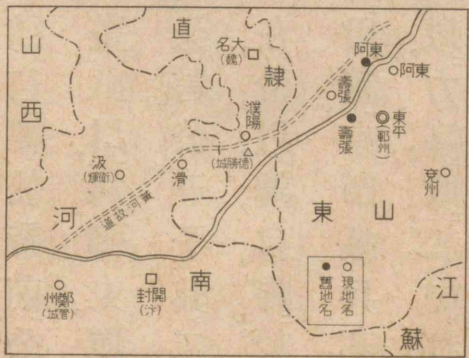 山西
直隷
大名
(魏)
東阿
東阿
壽張
壽張
東平
(鄆州)
濮陽
(德勝城)
滑
汲
(衛輝)
黃河故道
兗州
山東
河南
江蘇
鄭州
(管城)
開封
(汴)
○現地名
●舊地名